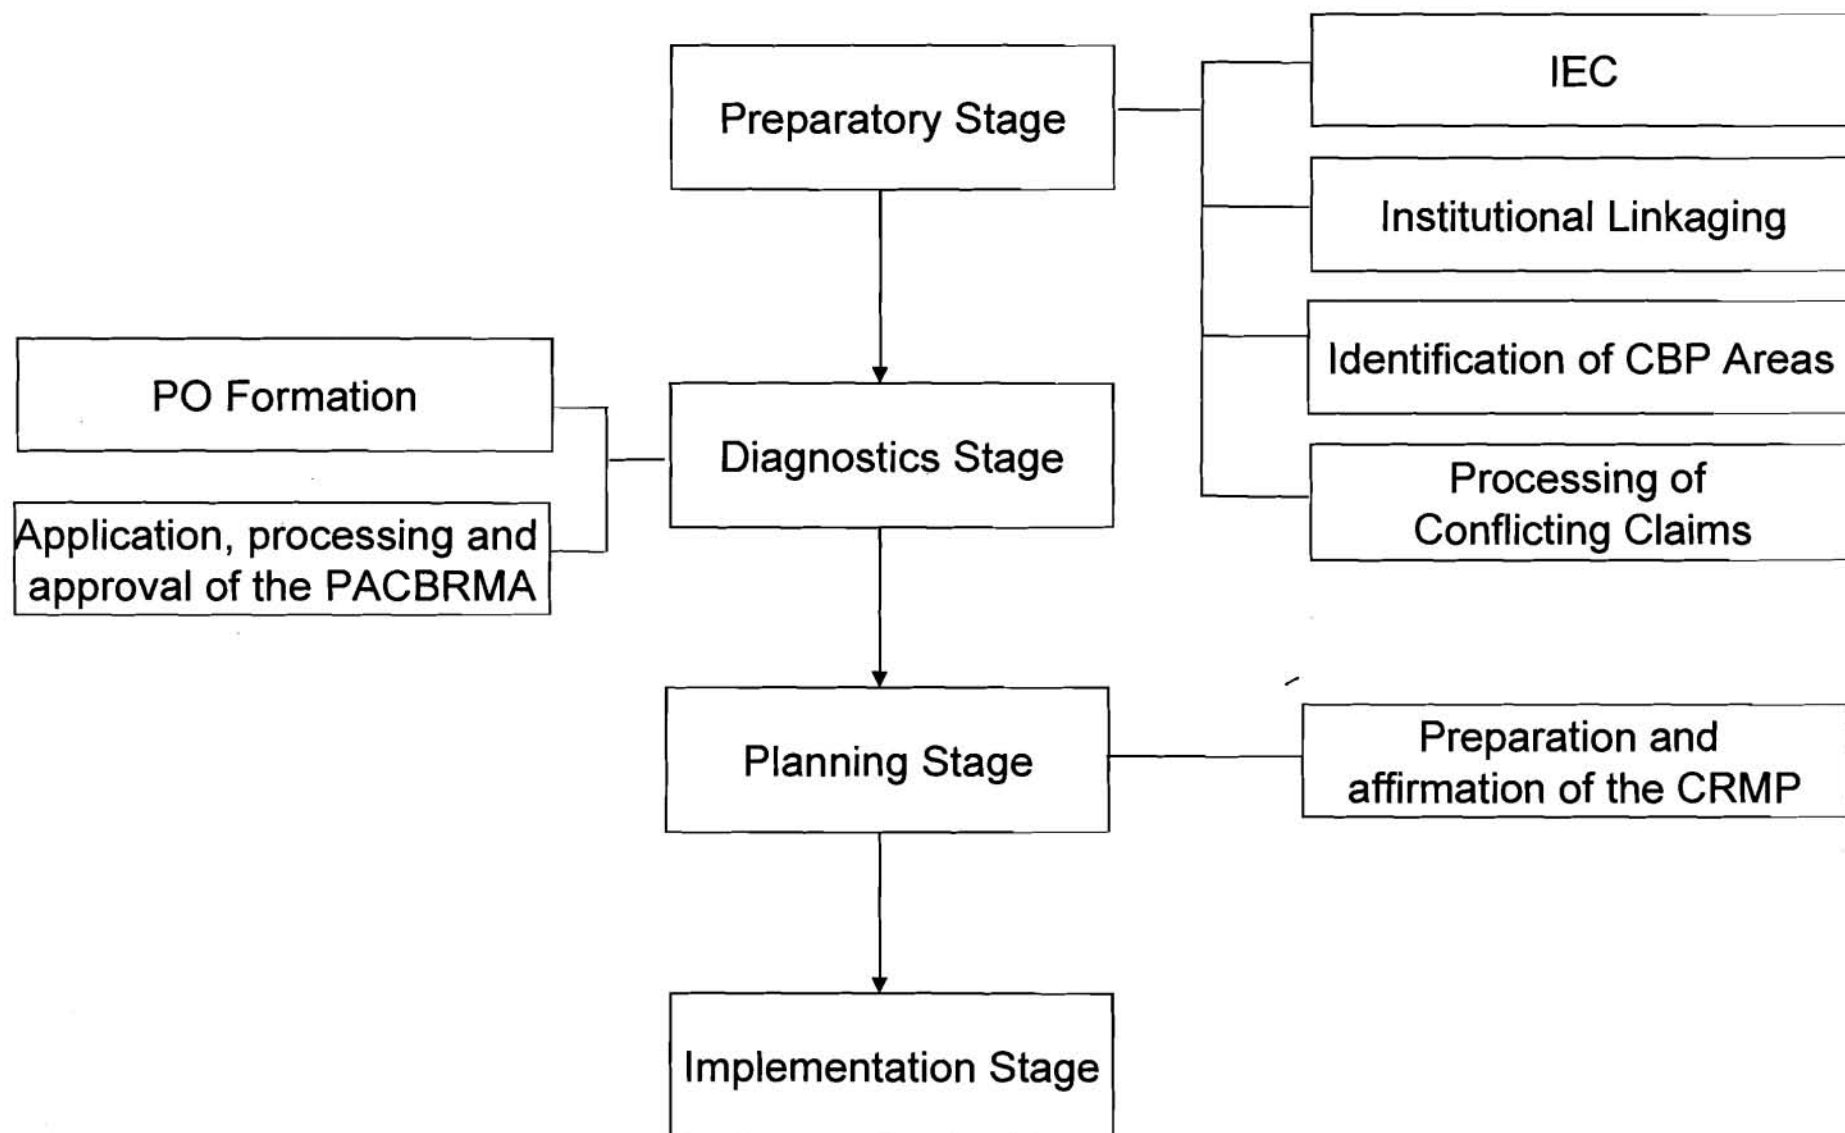 Preparatory Stage
IEC
Institutional Linkaging
Identification of CBP Areas
Processing of
Conflicting Claims
PO Formation
Application, processing and
approval of the PACBRMA
Diagnostics Stage
Planning Stage
Preparation and
affirmation of the CRMP
Implementation Stage